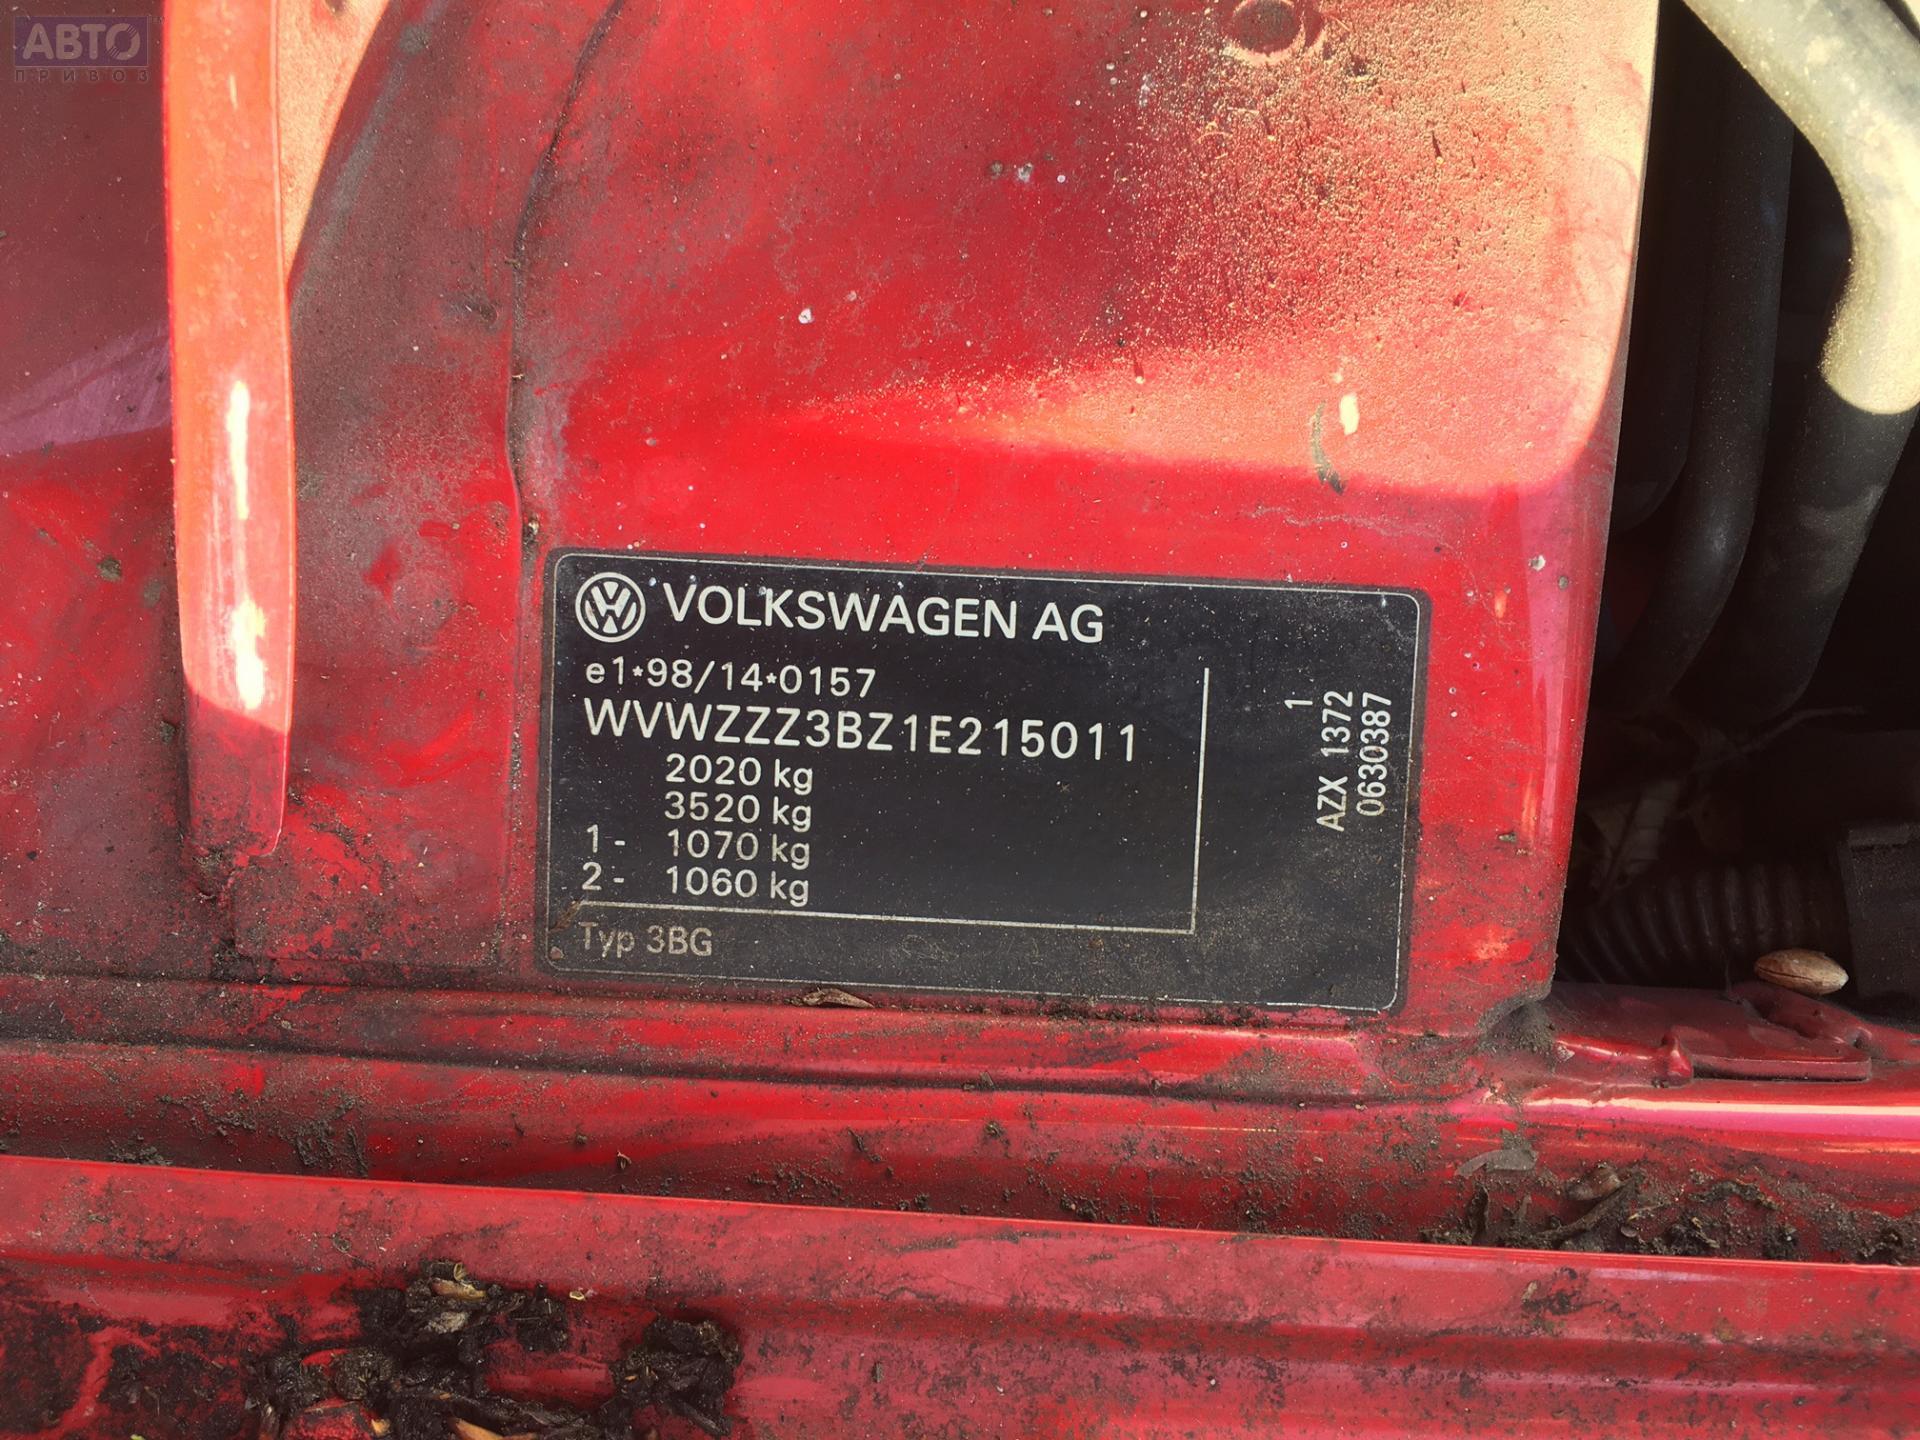 АВТО
ПРИВОЗ
VOLKSWAGEN AG
e1*98/14*0157
WVWZZZ3BZ1E215011
2020 kg
3520 kg
1- 1070 kg
2- 1060 kg
Typ 3BG
1
AZX 1372
0630387